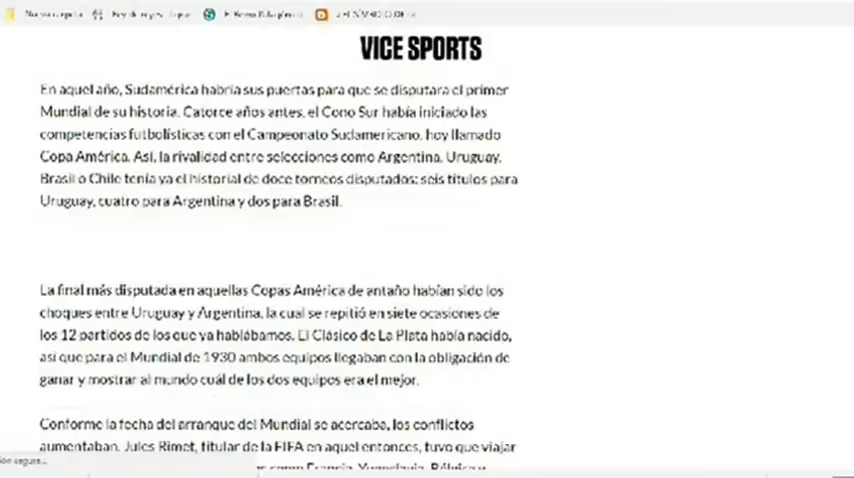 VICE SPORTS
En aquel año, Sudamérica habría sus puertas para que se disputara el primer
Mundial de su historia. Catorce años antes, el Cono Sur había iniciado las
competencias futbolísticas con el Campeonato Sudamericano, hoy llamado
Copa América. Así, la rivalidad entre selecciones como Argentina, Uruguay,
Brasil o Chile tenía ya el historial de doce torneos disputados: seis títulos para
Uruguay, cuatro para Argentina y dos para Brasil.
La final más disputada en aquellas Copas América de antaño habían sido los
choques entre Uruguay y Argentina, la cual se repitió en siete ocasiones de
los 12 partidos de los que ya hablábamos. El Clásico de La Plata había nacido,
así que para el Mundial de 1930 ambos equipos llegaban con la obligación de
ganar y mostrar al mundo cuál de los dos equipos era el mejor.
Conforme la fecha del arranque del Mundial se acercaba, los conflictos
aumentaban. Jules Rimet, titular de la FIFA en aquel entonces, tuvo que viajar
como Francia, Yugoslavia, Bélgica y